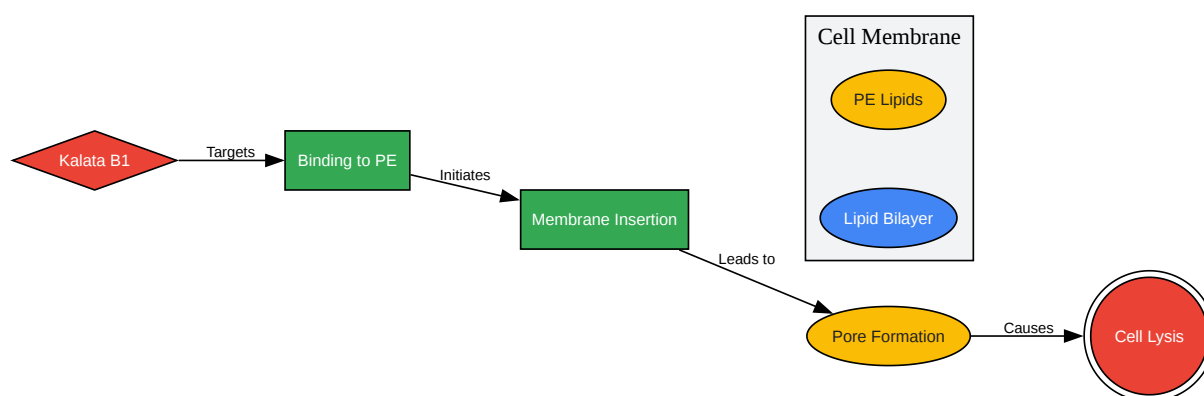 Cell Membrane
PE Lipids
Kalata B1
Targets
Binding to PE
Initiates
Membrane Insertion
Lipid Bilayer
Leads to
Pore Formation
Causes
Cell Lysis